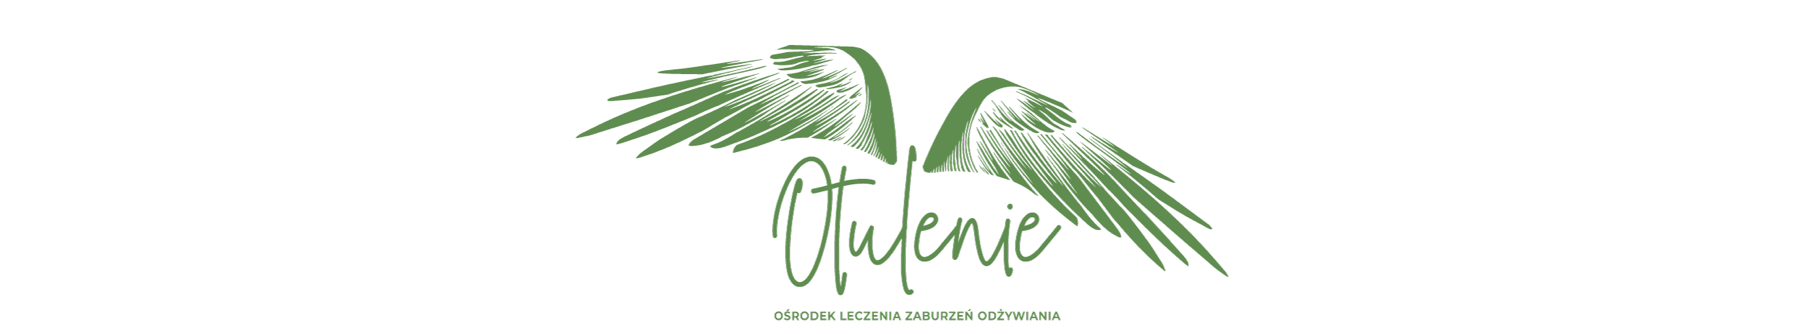 Otulenie
OŚRODEK LECZENIA ZABURZEŃ ODŻYWIANIA